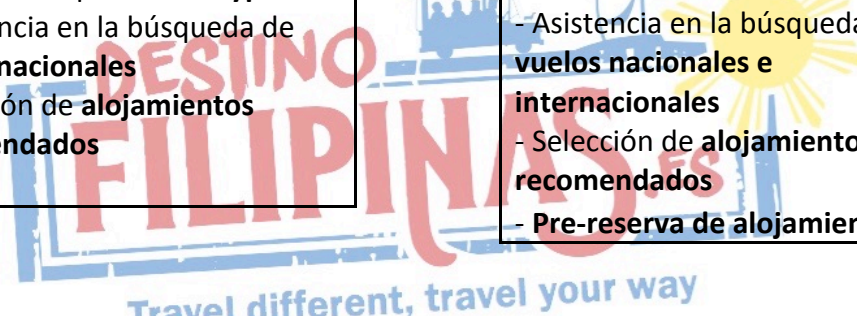 ncia en la búsqueda de
nacionales
ón de alojamientos
endados
- Asistencia en la búsqueda
vuelos nacionales e
internacionales
- Selección de alojamiento
recomendados
- Pre-reserva de alojamien
DESTINO
FILIPINAS.ES
Travel different, travel your way